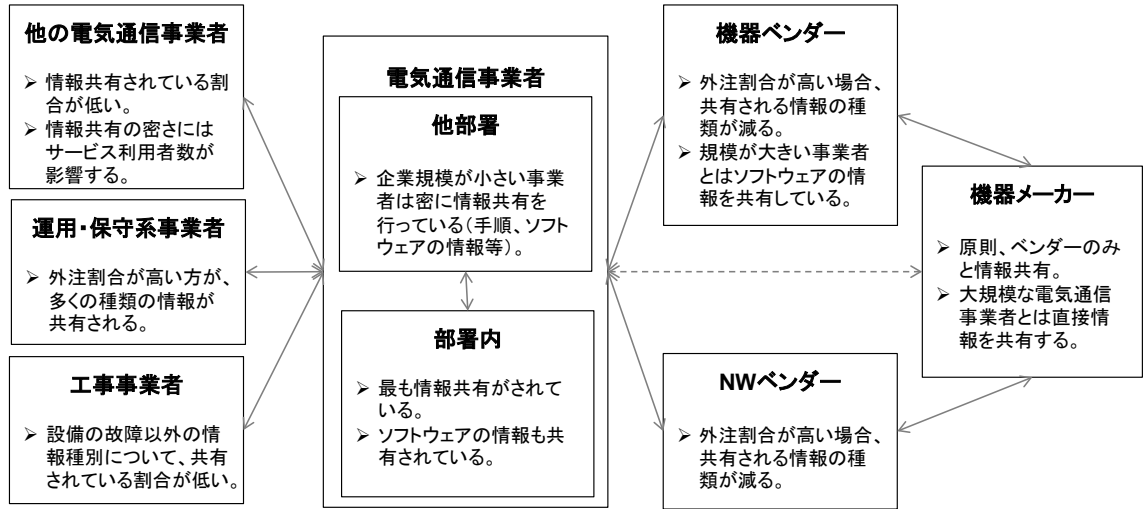 他の電気通信事業者
➢ 情報共有されている割
合が低い。
➢ 情報共有の密さには
サービス利用者数が
影響する。
運用・保守系事業者
➢ 外注割合が高い方が、
多くの種類の情報が
共有される。
工事事業者
➢ 設備の故障以外の情
報種別について、共有
されている割合が低い。
電気通信事業者
他部署
➢ 企業規模が小さい事業
者は密に情報共有を
行っている（手順、ソフト
ウェアの情報等）。
部署内
➢ 最も情報共有がされて
いる。
➢ ソフトウェアの情報も共
有されている。
機器ベンダー
➢ 外注割合が高い場合、
共有される情報の種
類が減る。
➢ 規模が大きい事業者
とはソフトウェアの情
報を共有している。
NWベンダー
➢ 外注割合が高い場合、
共有される情報の種
類が減る。
機器メーカー
➢ 原則、ベンダーのみ
と情報共有。
➢ 大規模な電気通信
事業者とは直接情
報を共有する。